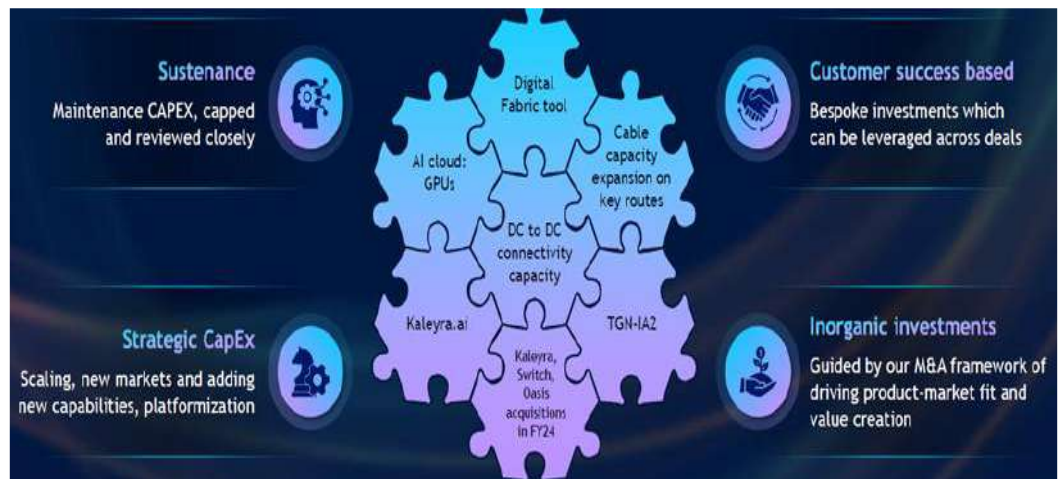 Sustenance
Maintenance CAPEX, capped
and reviewed closely
Strategic CapEx
Scaling, new markets and adding
new capabilities, platformization
Digital
Fabric tool
AI cloud:
GPUs
Cable
capacity
expansion on
key routes
DC to DC
connectivity
capacity
Kaleyra.ai
TGN-IA2
Kaleyra,
Switch,
Oasis
acquisitions
in FY24
Customer success based
Bespoke investments which
can be leveraged across deals
Inorganic investments
Guided by our M&A framework of
driving product-market fit and
value creation